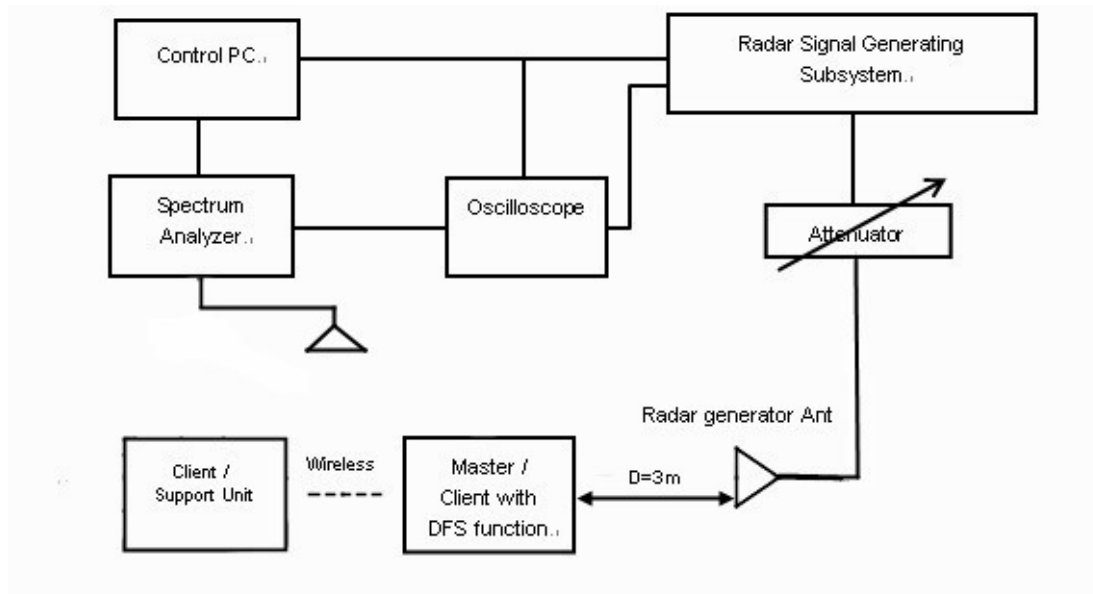 Control PC.
Radar Signal Generating
Subsystem.
Spectrum
Analyzer.
Oscilloscope
Attenuator
Radar generator Ant
Client /
Support Unit
Wireless
Master /
Client with
DFS function.
D=3m